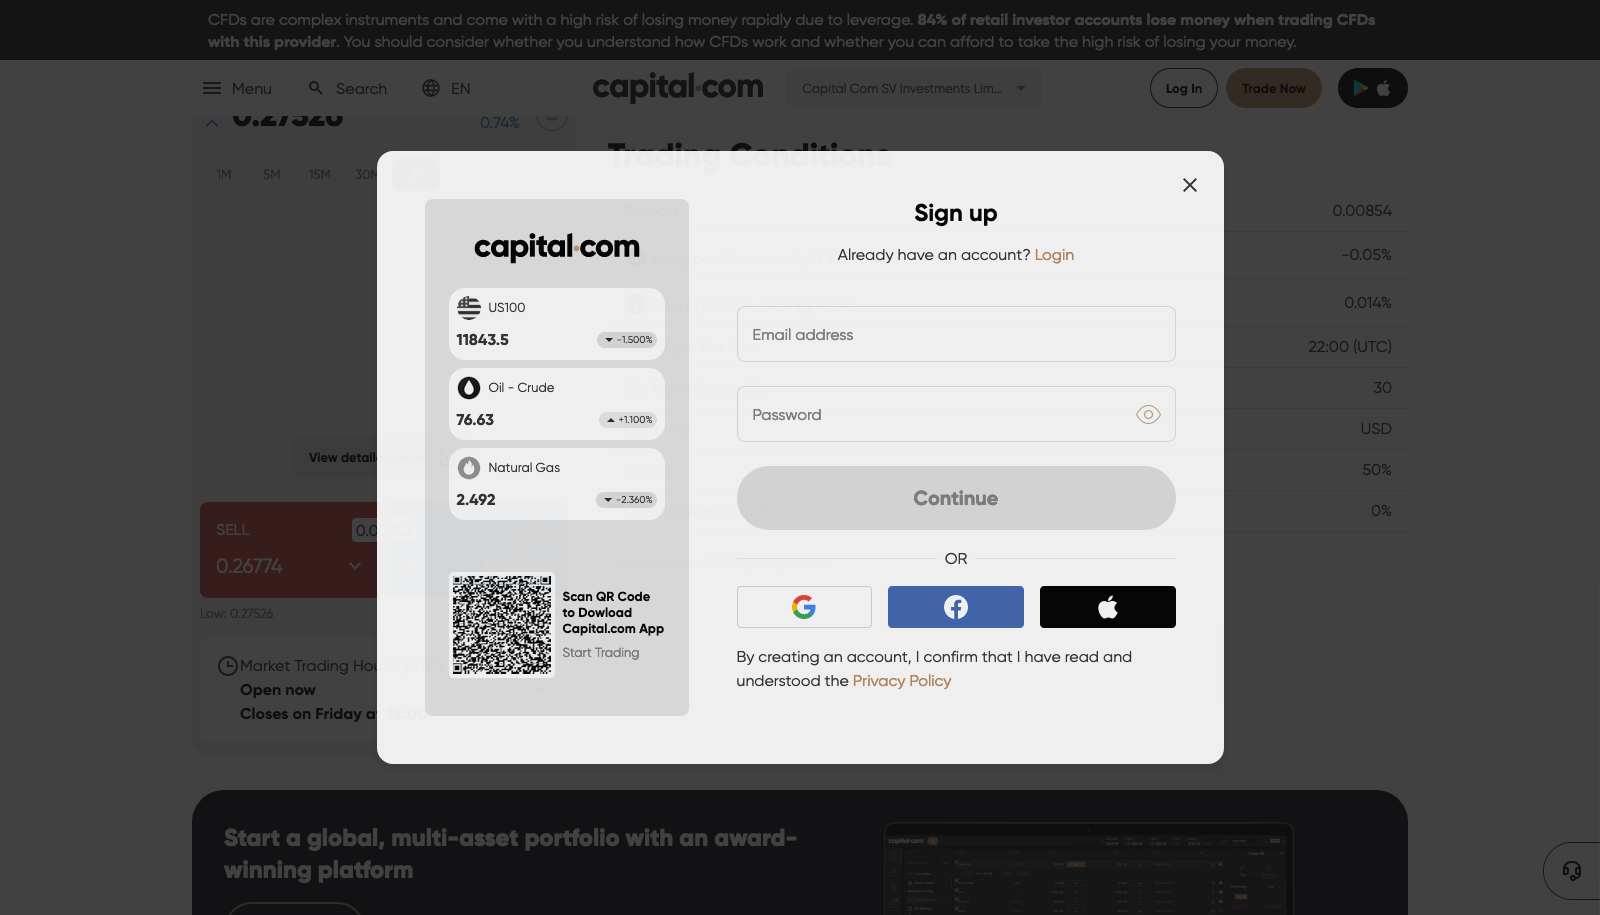 CFDs are complex instruments and come with a high risk of losing money rapidly due to leverage. 84% of retail investor accounts lose money when trading CFDs
with this provider. You should consider whether you understand how CFDs work and whether you can afford to take the high risk of losing your money.
Menu
Search
EN
capital.com
Capital Com SV Investments Lim...
Log In
Trade Now
0.27526
0.74%
1M
5M
15M
30M
Trading Conditions
0.00854
-0.05%
0.014%
22:00 (UTC)
30
USD
50%
0%
SELL
0.26774
Low: 0.27526
Market Trading Hours
Open now
Closes on Friday at 22:00
capital.com
US100
11843.5
-1.500%
Oil - Crude
76.63
+1.100%
Natural Gas
2.492
-2.360%
Scan QR Code
to Dowload
Capital.com App
Start Trading
Sign up
Already have an account? Login
Email address
Password
Continue
OR
By creating an account, I confirm that I have read and
understood the Privacy Policy
Start a global, multi-asset portfolio with an award-
winning platform
capital.com